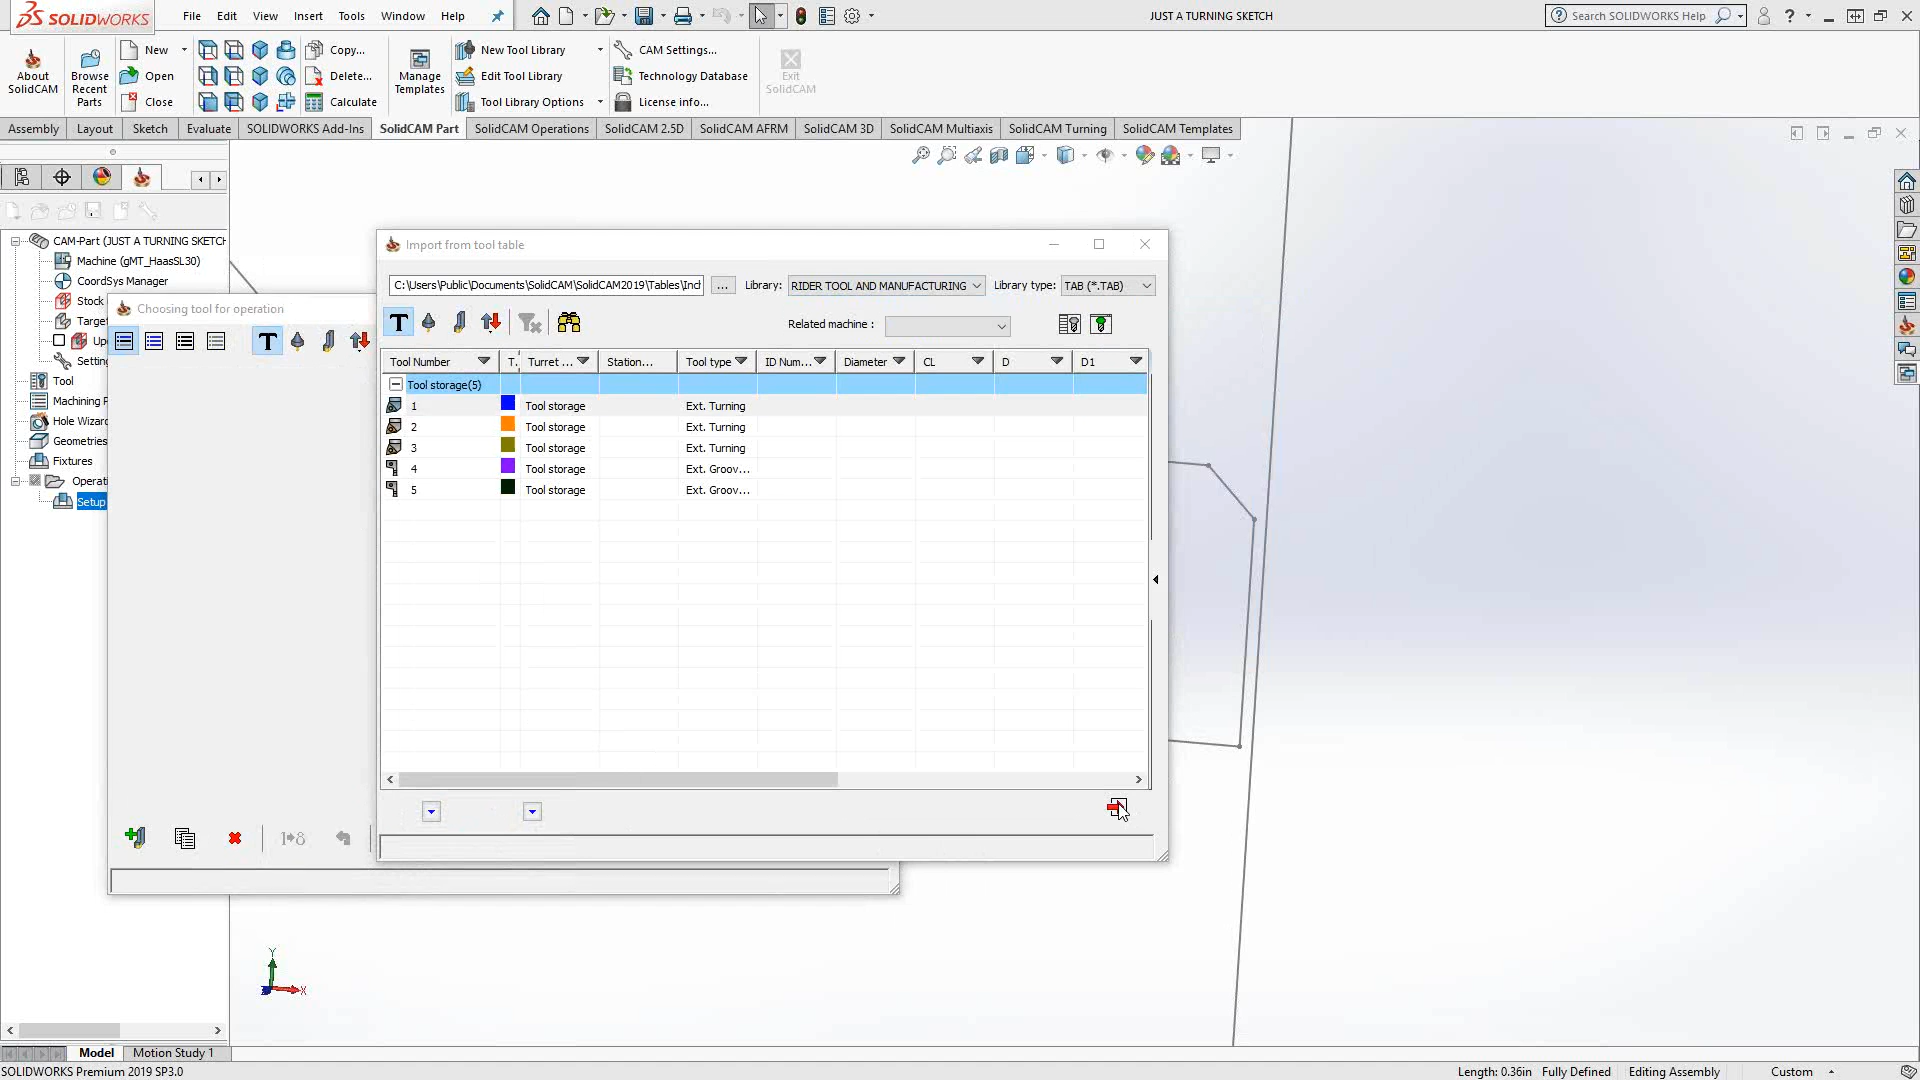 SOLIDWORKS File Edit View Insert Tools Window Help JUST A TURNING SKETCH Search SOLIDWORKS Help ?
About SolidCAM
Browse Recent Parts
New
Open
Close
Copy...
Delete...
Calculate
Manage Templates
New Tool Library
Edit Tool Library
Tool Library Options
CAM Settings...
Technology Database
License info...
Exit SolidCAM
Assembly Layout Sketch Evaluate SOLIDWORKS Add-Ins SolidCAM Part SolidCAM Operations SolidCAM 2.5D SolidCAM AFRM SolidCAM 3D SolidCAM Multiaxis SolidCAM Turning SolidCAM Templates
CAM-Part (JUST A TURNING SKETCH
Machine (gMT_HaasSL30)
CoordSys Manager
Stock
Targe
Up
Settin
Tool
Machining P
Hole Wizard
Geometries
Fixtures
Operati
Setup
Choosing tool for operation
T
Import from tool table
C:\Users\Public\Documents\SolidCAM\SolidCAM2019\Tables\Incl ... Library: RIDER TOOL AND MANUFACTURING Library type: TAB (*.TAB)
T Related machine :
Tool Number T. Turret ... Station... Tool type ID Num... Diameter CL D D1
Tool storage(5)
1 Tool storage Ext. Turning
2 Tool storage Ext. Turning
3 Tool storage Ext. Turning
4 Tool storage Ext. Groov...
5 Tool storage Ext. Groov...
Y
X
Model Motion Study 1
SOLIDWORKS Premium 2019 SP3.0 Length: 0.36in Fully Defined Editing Assembly Custom